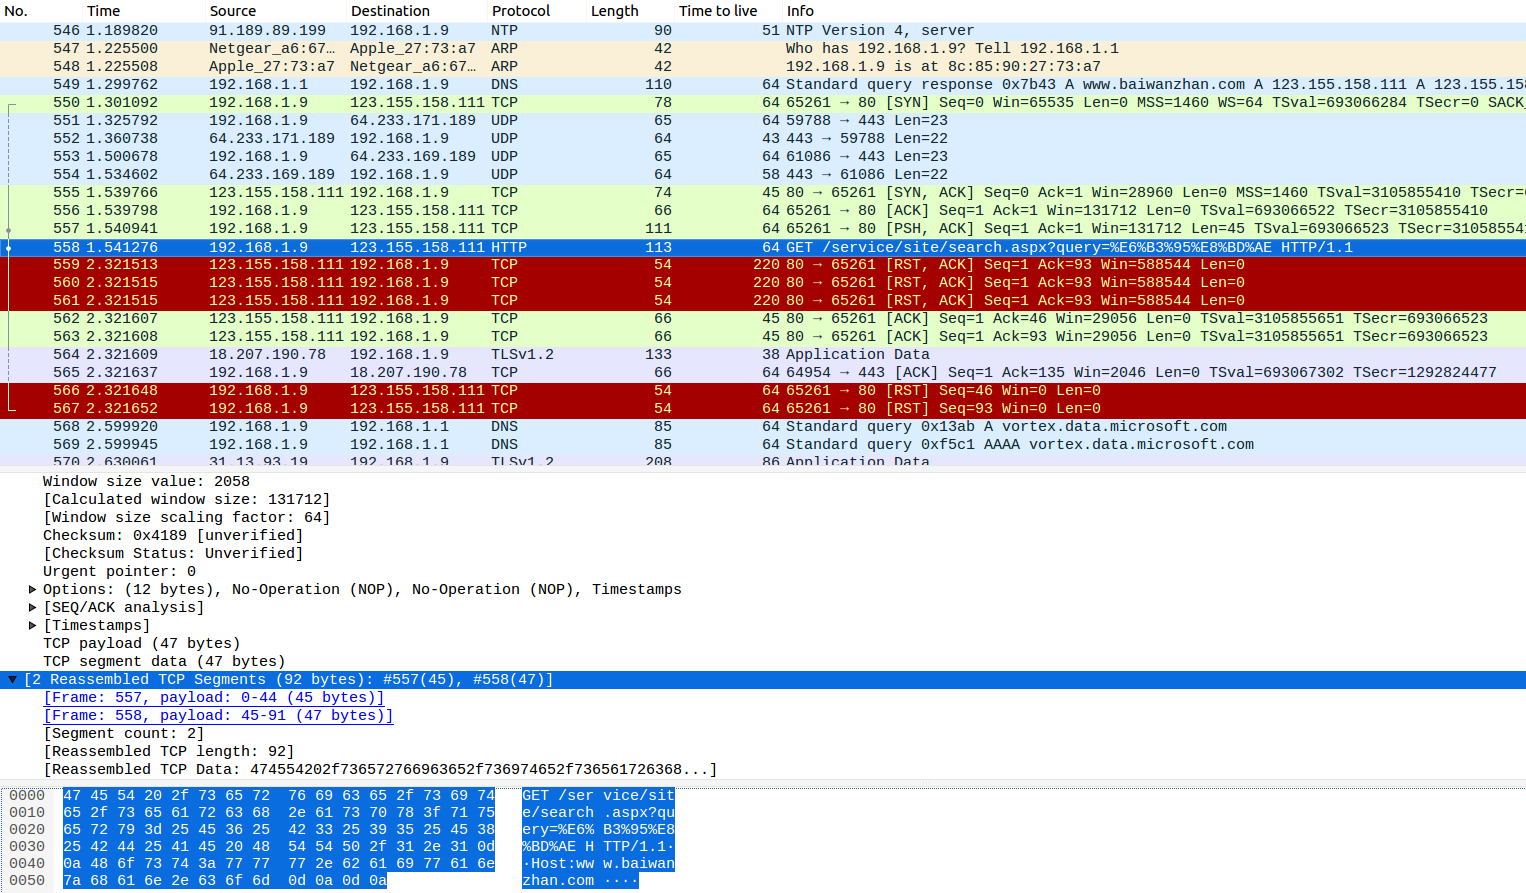 No. Time Source Destination Protocol Length Time to live Info
546 1.189820 91.189.89.199 192.168.1.9 NTP 90 51 NTP Version 4, server
547 1.225500 Netgear_a6:67… Apple_27:73:a7 ARP 42 Who has 192.168.1.9? Tell 192.168.1.1
548 1.225508 Apple_27:73:a7 Netgear_a6:67… ARP 42 192.168.1.9 is at 8c:85:90:27:73:a7
549 1.299762 192.168.1.1 192.168.1.9 DNS 110 64 Standard query response 0x7b43 A www.baiwanzhan.com A 123.155.158.111 A 123.155.158
550 1.301092 192.168.1.9 123.155.158.111 TCP 78 64 65261 → 80 [SYN] Seq=0 Win=65535 Len=0 MSS=1460 WS=64 TSval=693066284 TSecr=0 SACK_
551 1.325792 192.168.1.9 64.233.171.189 UDP 65 64 59788 → 443 Len=23
552 1.360738 64.233.171.189 192.168.1.9 UDP 64 43 443 → 59788 Len=22
553 1.500678 192.168.1.9 64.233.169.189 UDP 65 64 61086 → 443 Len=23
554 1.534602 64.233.169.189 192.168.1.9 UDP 64 58 443 → 61086 Len=22
555 1.539766 123.155.158.111 192.168.1.9 TCP 74 45 80 → 65261 [SYN, ACK] Seq=0 Ack=1 Win=28960 Len=0 MSS=1460 TSval=3105855410 TSecr=
556 1.539798 192.168.1.9 123.155.158.111 TCP 66 64 65261 → 80 [ACK] Seq=1 Ack=1 Win=131712 Len=0 TSval=693066522 TSecr=3105855410
557 1.540941 192.168.1.9 123.155.158.111 TCP 111 64 65261 → 80 [PSH, ACK] Seq=1 Ack=1 Win=131712 Len=45 TSval=693066523 TSecr=310585541
558 1.541276 192.168.1.9 123.155.158.111 HTTP 113 64 GET /service/site/search.aspx?query=%E6%B3%95%E8%BD%AE HTTP/1.1
559 2.321513 123.155.158.111 192.168.1.9 TCP 54 220 80 → 65261 [RST, ACK] Seq=1 Ack=93 Win=588544 Len=0
560 2.321515 123.155.158.111 192.168.1.9 TCP 54 220 80 → 65261 [RST, ACK] Seq=1 Ack=93 Win=588544 Len=0
561 2.321515 123.155.158.111 192.168.1.9 TCP 54 220 80 → 65261 [RST, ACK] Seq=1 Ack=93 Win=588544 Len=0
562 2.321607 123.155.158.111 192.168.1.9 TCP 66 45 80 → 65261 [ACK] Seq=1 Ack=46 Win=29056 Len=0 TSval=3105855651 TSecr=693066523
563 2.321608 123.155.158.111 192.168.1.9 TCP 66 45 80 → 65261 [ACK] Seq=1 Ack=93 Win=29056 Len=0 TSval=3105855651 TSecr=693066523
564 2.321609 18.207.190.78 192.168.1.9 TLSv1.2 133 38 Application Data
565 2.321637 192.168.1.9 18.207.190.78 TCP 66 64 64954 → 443 [ACK] Seq=1 Ack=135 Win=2046 Len=0 TSval=693067302 TSecr=1292824477
566 2.321648 192.168.1.9 123.155.158.111 TCP 54 64 65261 → 80 [RST] Seq=46 Win=0 Len=0
567 2.321652 192.168.1.9 123.155.158.111 TCP 54 64 65261 → 80 [RST] Seq=93 Win=0 Len=0
568 2.599920 192.168.1.9 192.168.1.1 DNS 85 64 Standard query 0x13ab A vortex.data.microsoft.com
569 2.599945 192.168.1.9 192.168.1.1 DNS 85 64 Standard query 0xf5c1 AAAA vortex.data.microsoft.com
570 2.630061 31.13.93.19 192.168.1.9 TLSv1.2 208 86 Application Data
Window size value: 2058
[Calculated window size: 131712]
[Window size scaling factor: 64]
Checksum: 0x4189 [unverified]
[Checksum Status: Unverified]
Urgent pointer: 0
Options: (12 bytes), No-Operation (NOP), No-Operation (NOP), Timestamps
[SEQ/ACK analysis]
[Timestamps]
TCP payload (47 bytes)
TCP segment data (47 bytes)
[2 Reassembled TCP Segments (92 bytes): #557(45), #558(47)]
[Frame: 557, payload: 0-44 (45 bytes)]
[Frame: 558, payload: 45-91 (47 bytes)]
[Segment count: 2]
[Reassembled TCP length: 92]
[Reassembled TCP Data: 474554202f736572766963652f736974652f736561726368...]
0000 47 45 54 20 2f 73 65 72 76 69 63 65 2f 73 69 74 GET /ser vice/sit
0010 65 2f 73 65 61 72 63 68 2e 61 73 70 78 3f 71 75 e/search .aspx?qu
0020 65 72 79 3d 25 45 36 25 42 33 25 39 35 25 45 38 ery=%E6% B3%95%E8
0030 25 42 44 25 41 45 20 48 54 54 50 2f 31 2e 31 0d %BD%AE H TTP/1.1·
0040 0a 48 6f 73 74 3a 77 77 77 2e 62 61 69 77 61 6e ·Host:ww w.baiwan
0050 7a 68 61 6e 2e 63 6f 6d 0d 0a 0d 0a zhan.com ····